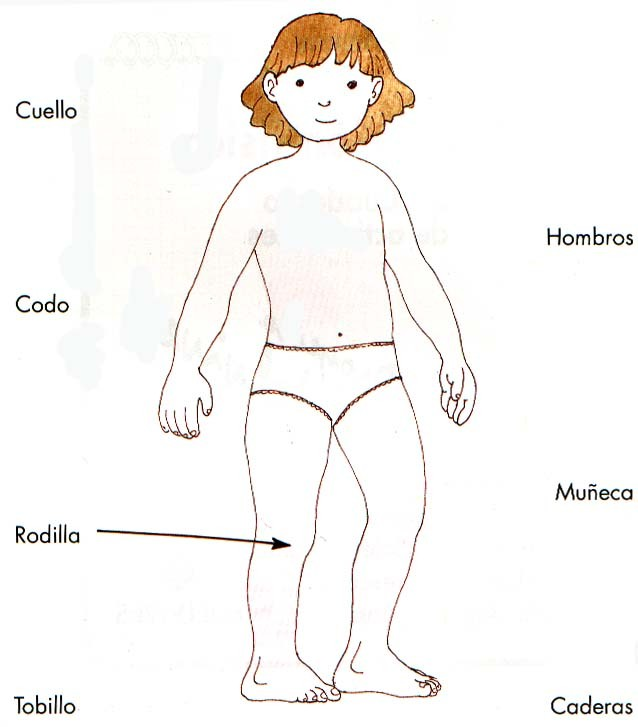 Cuello
Hombros
Codo
Muñeca
Rodilla
Tobillo
Caderas